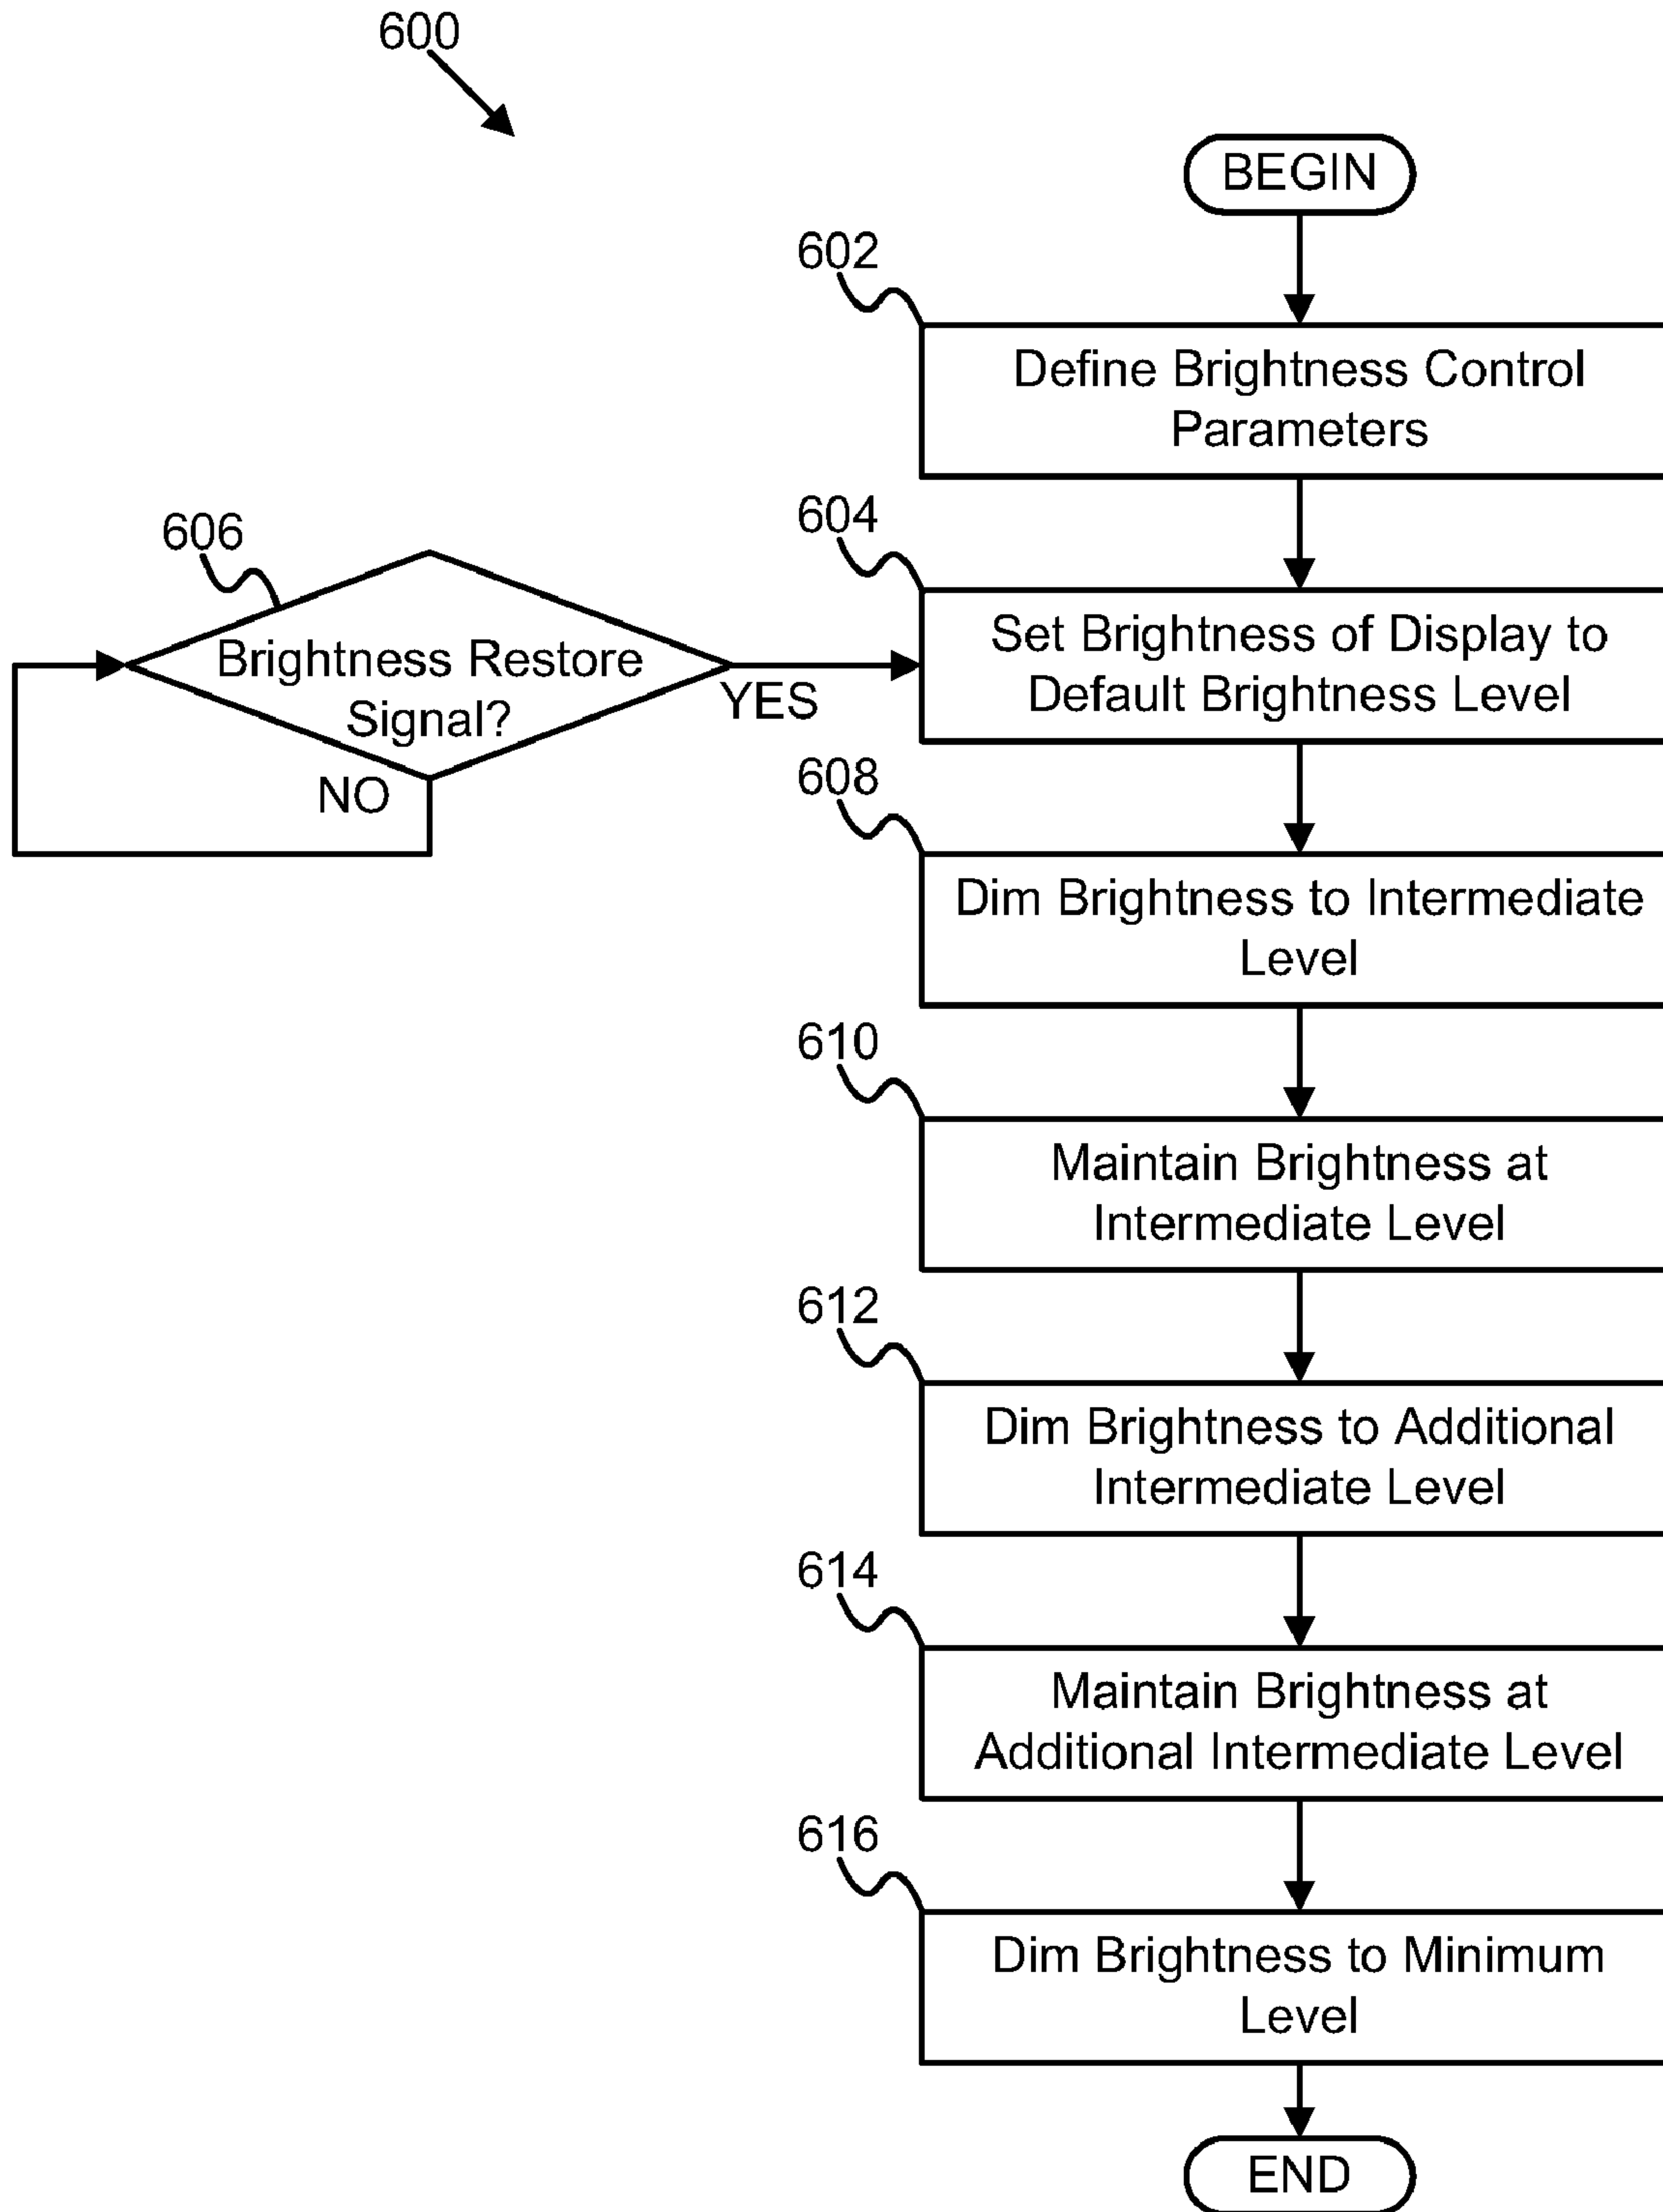 600
BEGIN
602
Define Brightness Control
Parameters
604
Set Brightness of Display to
Default Brightness Level
606
Brightness Restore
Signal?
YES
NO
608
Dim Brightness to Intermediate
Level
610
Maintain Brightness at
Intermediate Level
612
Dim Brightness to Additional
Intermediate Level
614
Maintain Brightness at
Additional Intermediate Level
616
Dim Brightness to Minimum
Level
END